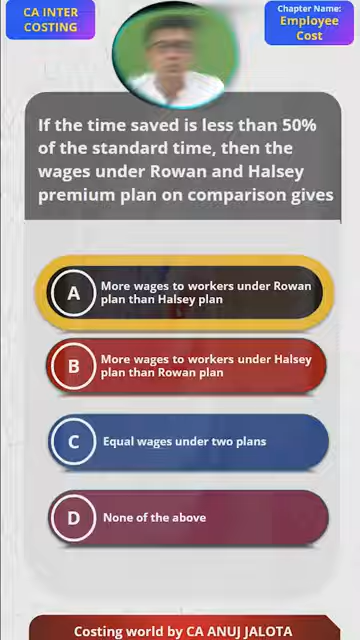 CA INTER
COSTING
Chapter Name:
Employee
Cost
If the time saved is less than 50%
of the standard time, then the
wages under Rowan and Halsey
premium plan on comparison gives
A
More wages to workers under Rowan
plan than Halsey plan
B
More wages to workers under Halsey
plan than Rowan plan
C
Equal wages under two plans
D
None of the above
Costing world by CA ANUJ JALOTA